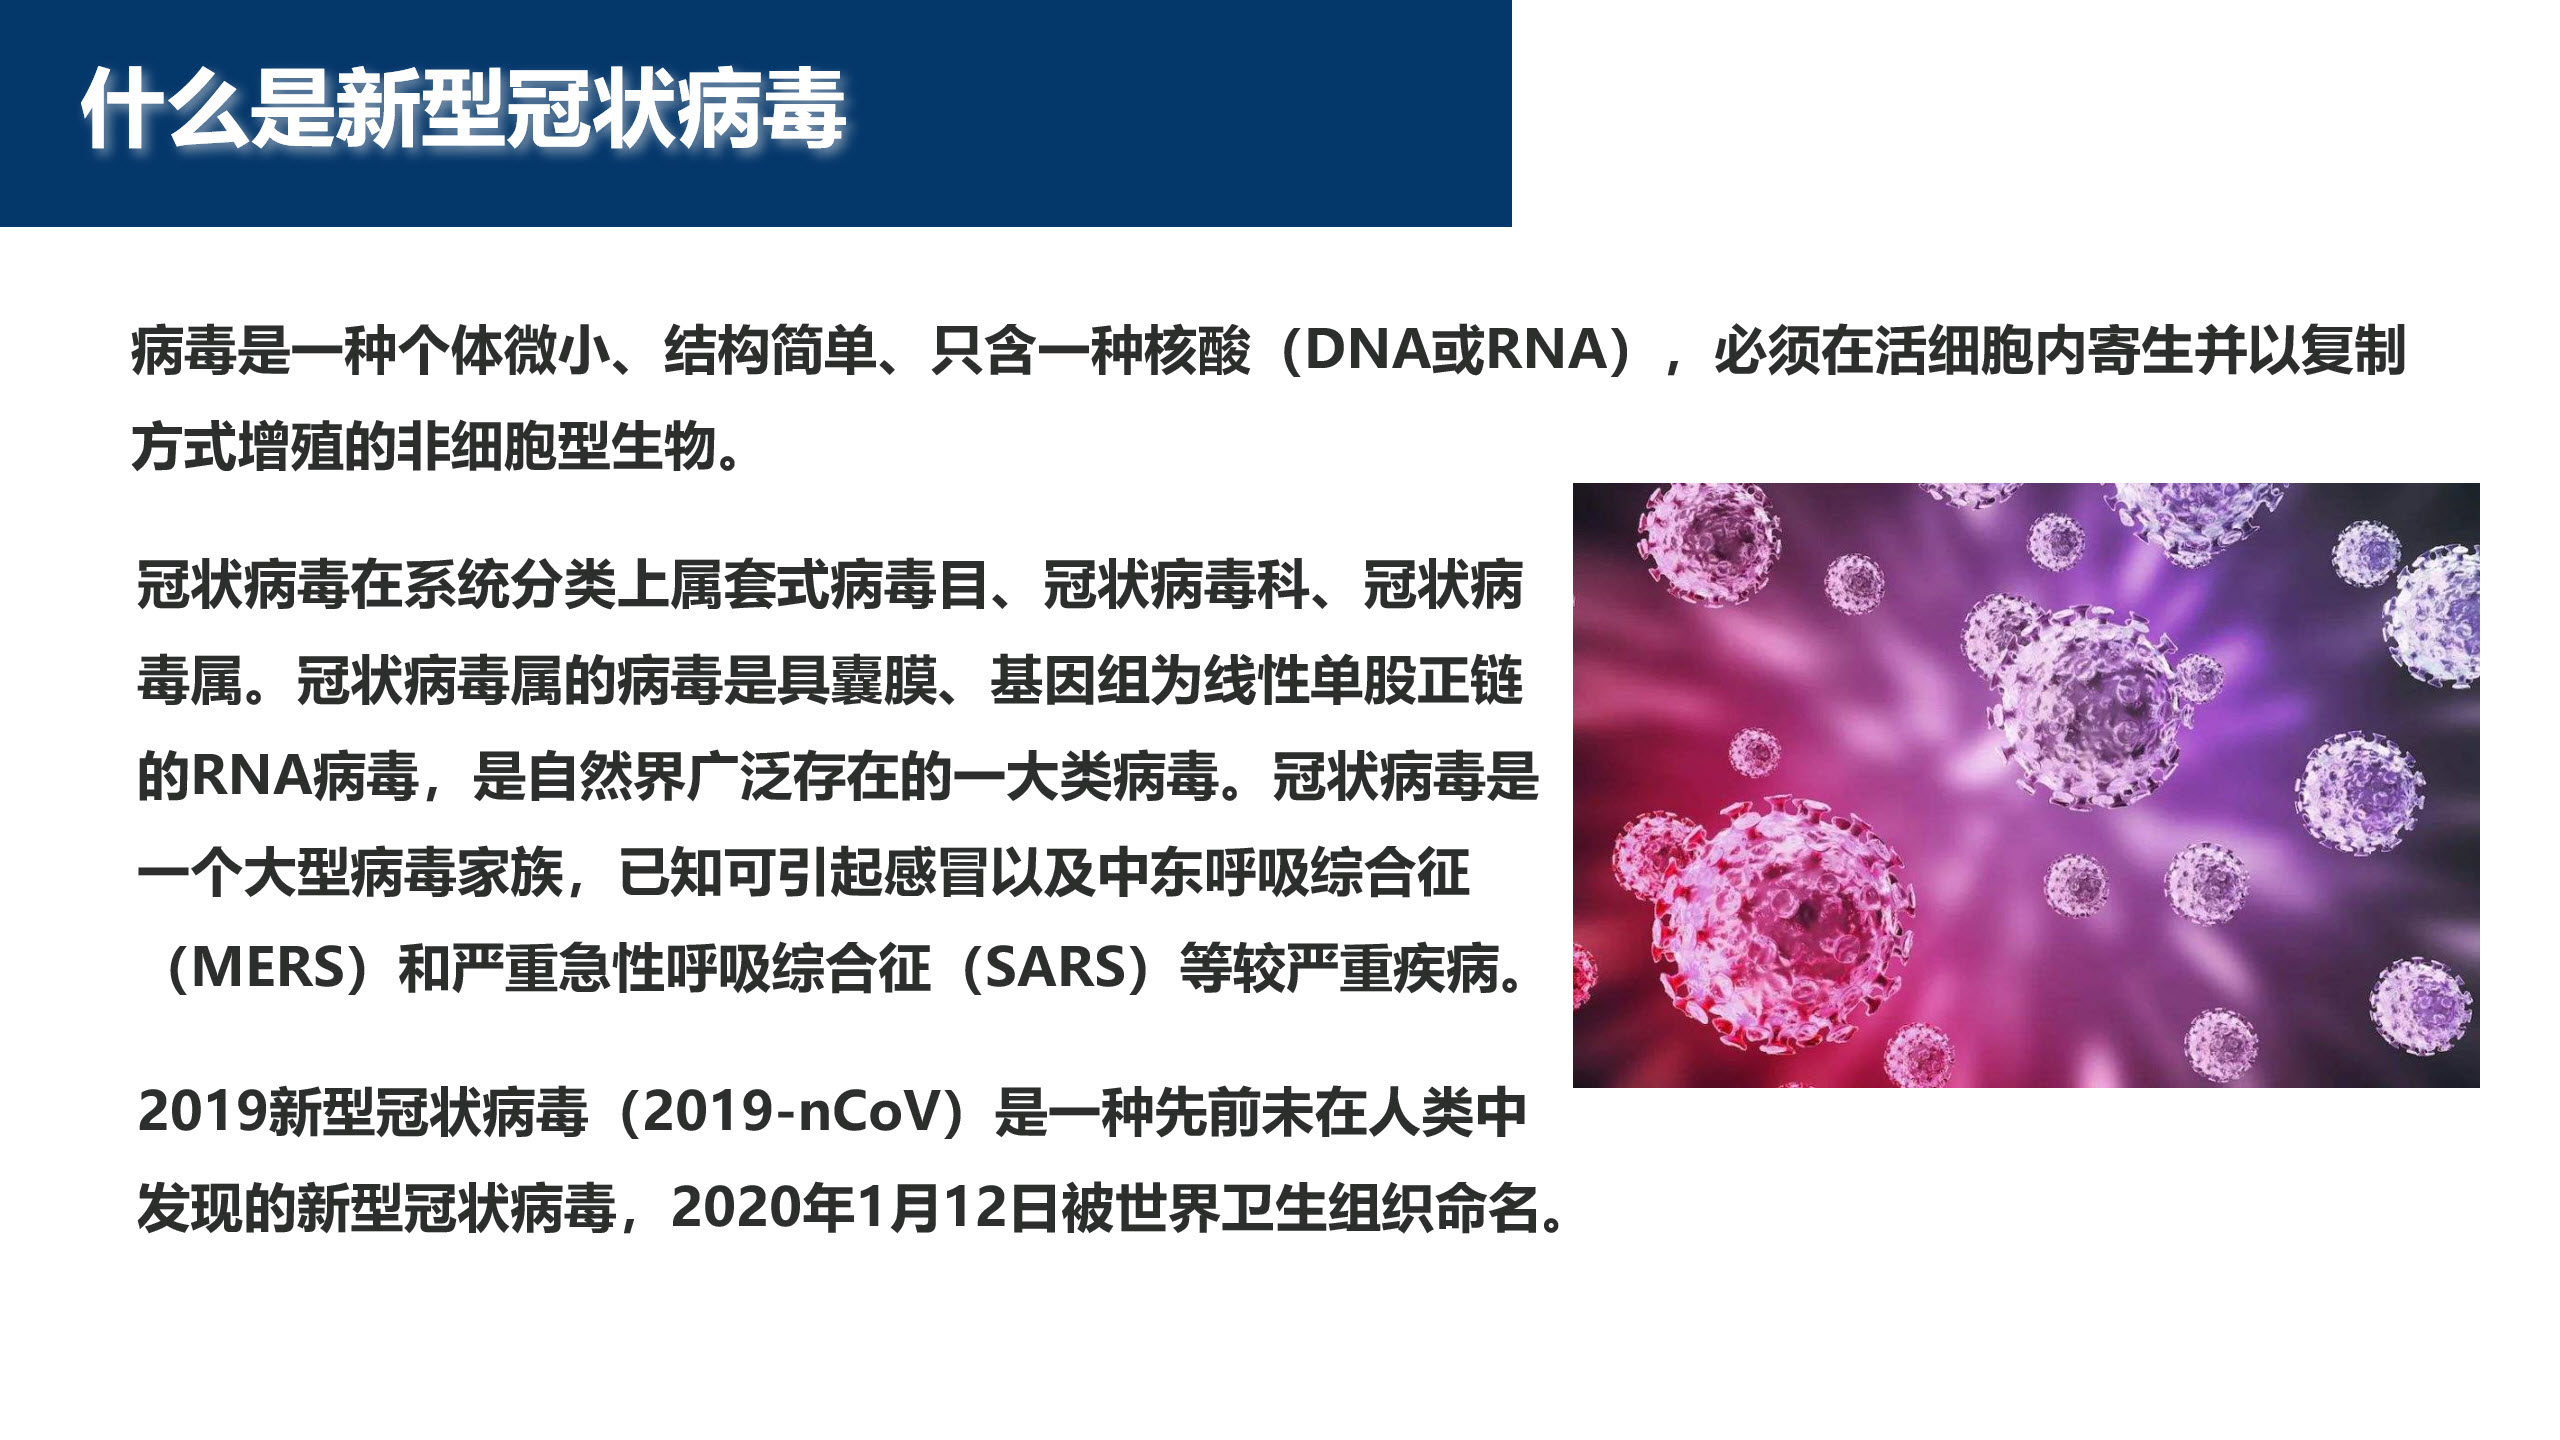 什么是新型冠状病毒
病毒是一种个体微小、结构简单、只含一种核酸（DNA或RNA），必须在活细胞内寄生并以复制
方式增殖的非细胞型生物。
冠状病毒在系统分类上属套式病毒目、冠状病毒科、冠状病
毒属。冠状病毒属的病毒是具囊膜、基因组为线性单股正链
的RNA病毒，是自然界广泛存在的一大类病毒。冠状病毒是
一个大型病毒家族，已知可引起感冒以及中东呼吸综合征
（MERS）和严重急性呼吸综合征（SARS）等较严重疾病。
2019新型冠状病毒（2019-nCoV）是一种先前未在人类中
发现的新型冠状病毒，2020年1月12日被世界卫生组织命名。